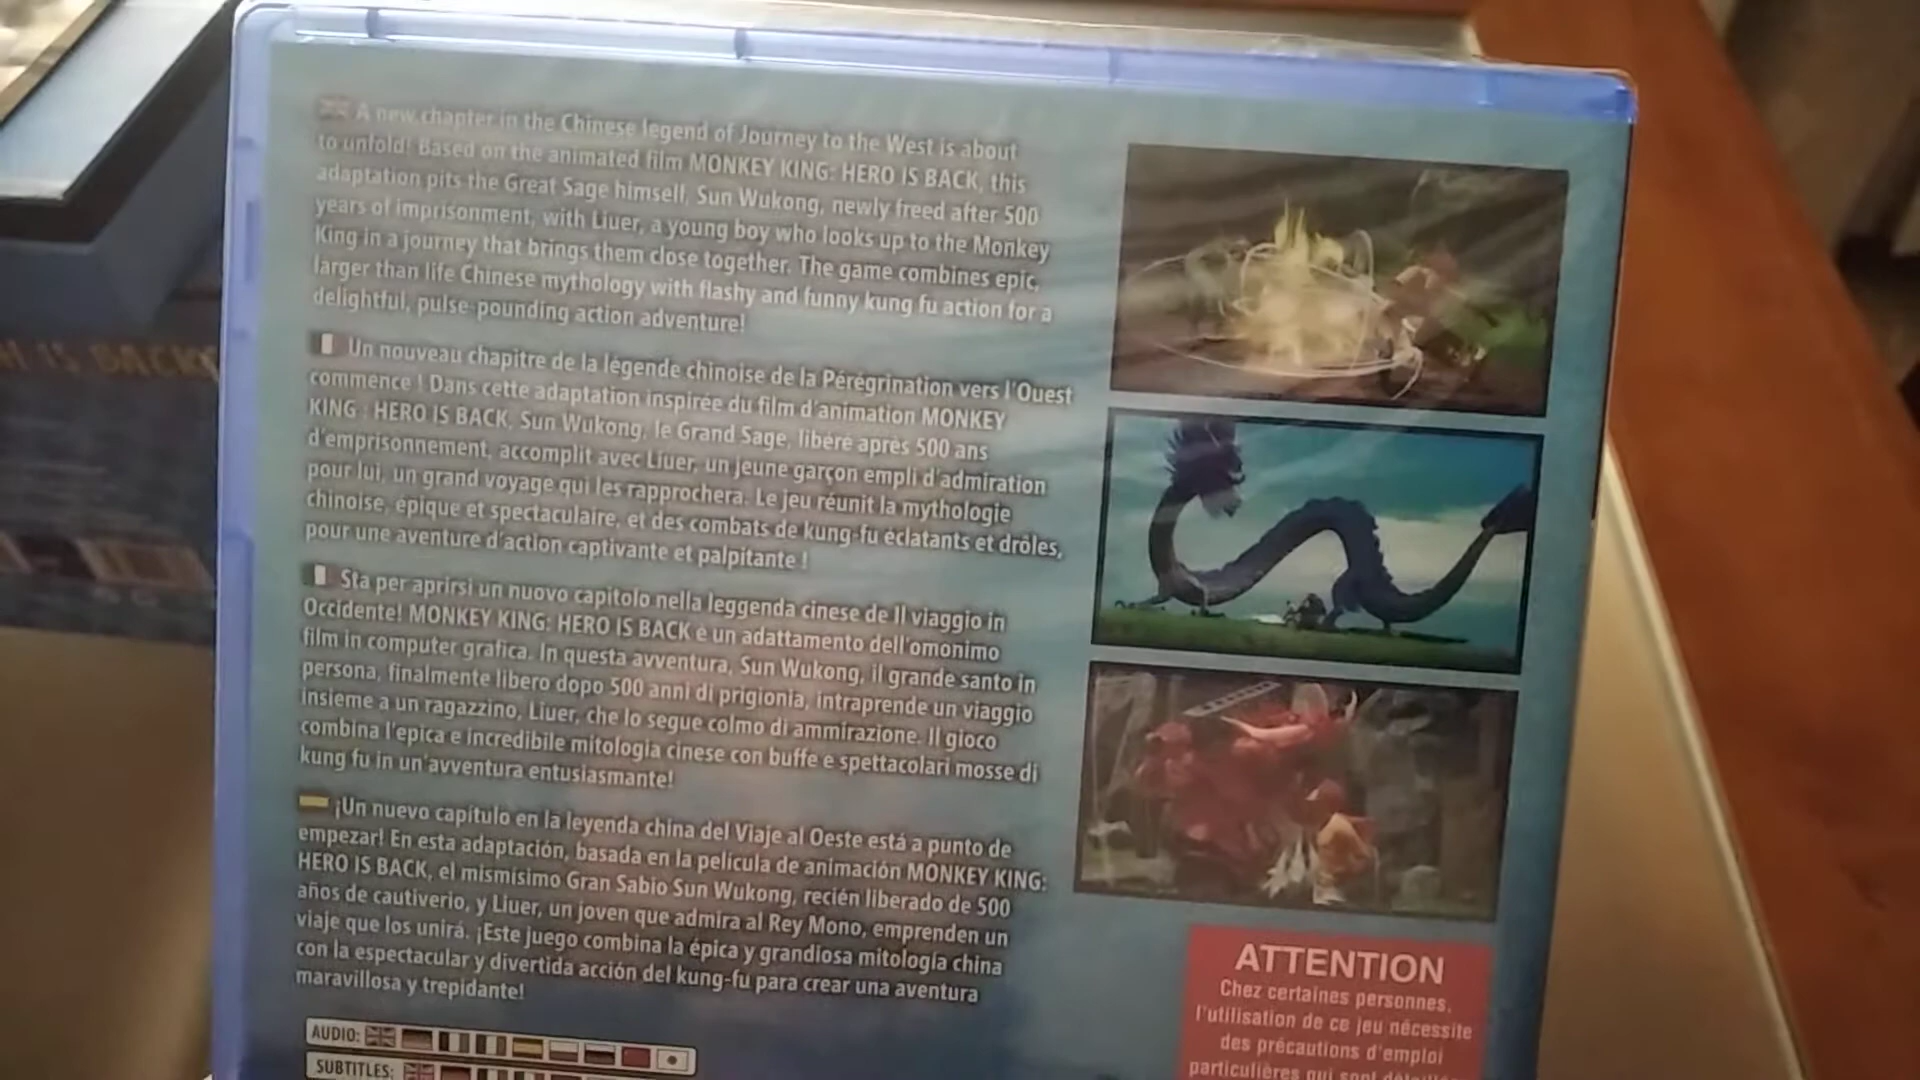 A new chapter in the Chinese legend of Journey to the West is about
to unfold! Based on the animated film MONKEY KING: HERO IS BACK, this
adaptation pits the Great Sage himself, Sun Wukong, newly freed after 500
years of imprisonment, with Liuer, a young boy who looks up to the Monkey
King in a journey that brings them close together. The game combines epic,
larger than life Chinese mythology with flashy and funny kung fu action for a
delightful, pulse-pounding action adventure!
Un nouveau chapitre de la légende chinoise de la Pérégrination vers l'Ouest
commence ! Dans cette adaptation inspirée du film d'animation MONKEY
KING : HERO IS BACK, Sun Wukong, le Grand Sage, libéré après 500 ans
d'emprisonnement, accomplit avec Liuer, un jeune garçon empli d'admiration
pour lui, un grand voyage qui les rapprochera. Le jeu réunit la mythologie
chinoise, épique et spectaculaire, et des combats de kung-fu éclatants et drôles,
pour une aventure d'action captivante et palpitante !
Sta per aprirsi un nuovo capitolo nella leggenda cinese de Il viaggio in
Occidente! MONKEY KING: HERO IS BACK è un adattamento dell'omonimo
film in computer grafica. In questa avventura, Sun Wukong, il grande santo in
persona, finalmente libero dopo 500 anni di prigionia, intraprende un viaggio
insieme a un ragazzino, Liuer, che lo segue colmo di ammirazione. Il gioco
combina l'epica e incredibile mitologia cinese con buffe e spettacolari mosse di
kung fu in un'avventura entusiasmante!
¡Un nuevo capítulo en la leyenda china del Viaje al Oeste está a punto de
empezar! En esta adaptación, basada en la película de animación MONKEY KING:
HERO IS BACK, el mismísimo Gran Sabio Sun Wukong, recién liberado de 500
años de cautiverio, y Liuer, un joven que admira al Rey Mono, emprenden un
viaje que los unirá. ¡Este juego combina la épica y grandiosa mitología china
con la espectacular y divertida acción del kung-fu para crear una aventura
maravillosa y trepidante!
AUDIO:
SUBTITLES:
ATTENTION
Chez certaines personnes,
l'utilisation de ce jeu nécessite
des précautions d'emploi
particulières qui sont
IS BACK